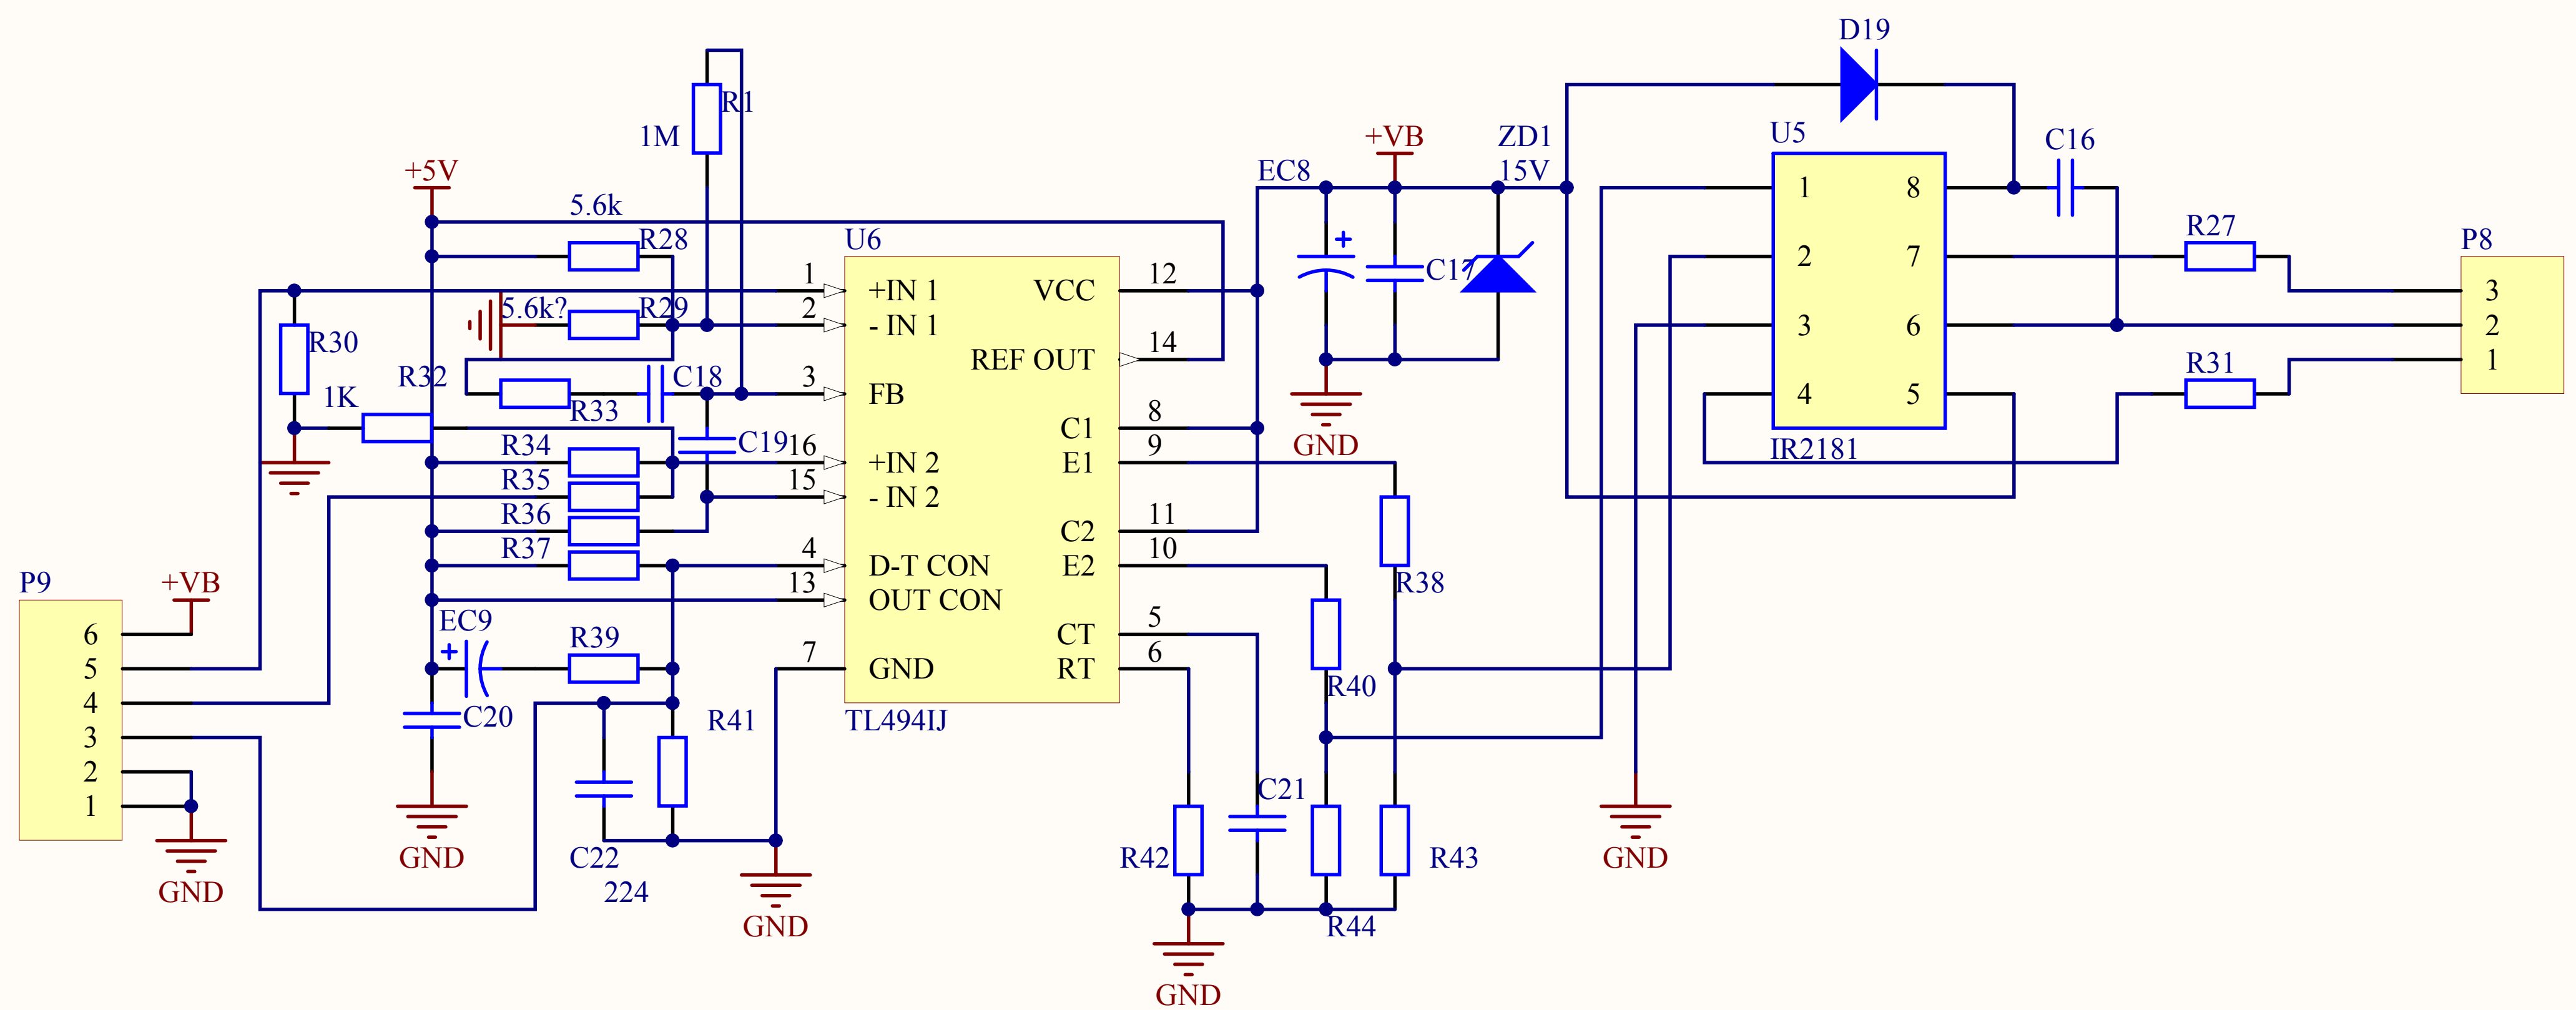 D19
R1
1M
+VB
ZD1
U5
C16
+5V
EC8
15V
1
8
5.6k
R28
U6
R27
P8
1
+IN 1
VCC
12
C17
2
7
3
5.6k?
R29
2
- IN 1
3
6
2
R30
REF OUT
14
R31
1
R32
C18
3
FB
4
5
1K
R33
C1
8
GND
R34
C19
16
+IN 2
E1
9
IR2181
R35
15
- IN 2
R36
C2
11
R37
4
D-T CON
E2
10
R38
P9
+VB
13
OUT CON
6
EC9
R39
CT
5
5
7
GND
RT
6
R40
4
C20
R41
TL494IJ
3
2
C21
1
GND
C22
R42
R43
GND
GND
224
GND
R44
GND